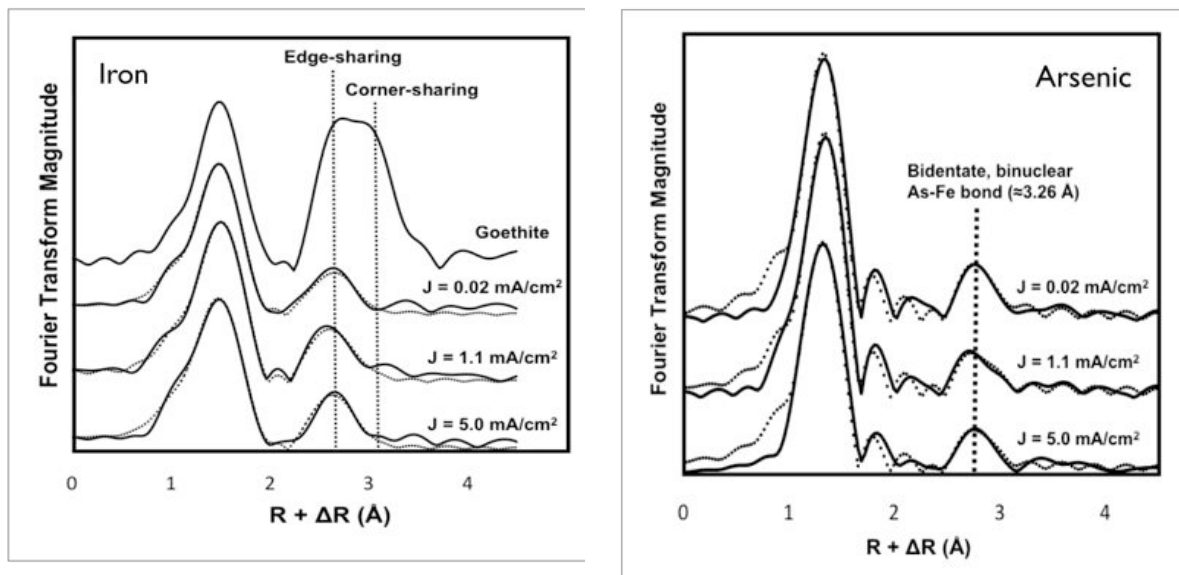 Iron
Edge-sharing
Corner-sharing
Goethite
J = 0.02 mA/cm²
J = 1.1 mA/cm²
J = 5.0 mA/cm²
Fourier Transform Magnitude
0 1 2 3 4
R + ΔR (Å)
Arsenic
Bidentate, binuclear
As-Fe bond (≈3.26 Å)
J = 0.02 mA/cm²
J = 1.1 mA/cm²
J = 5.0 mA/cm²
Fourier Transform Magnitude
0 1 2 3 4
R + ΔR (Å)